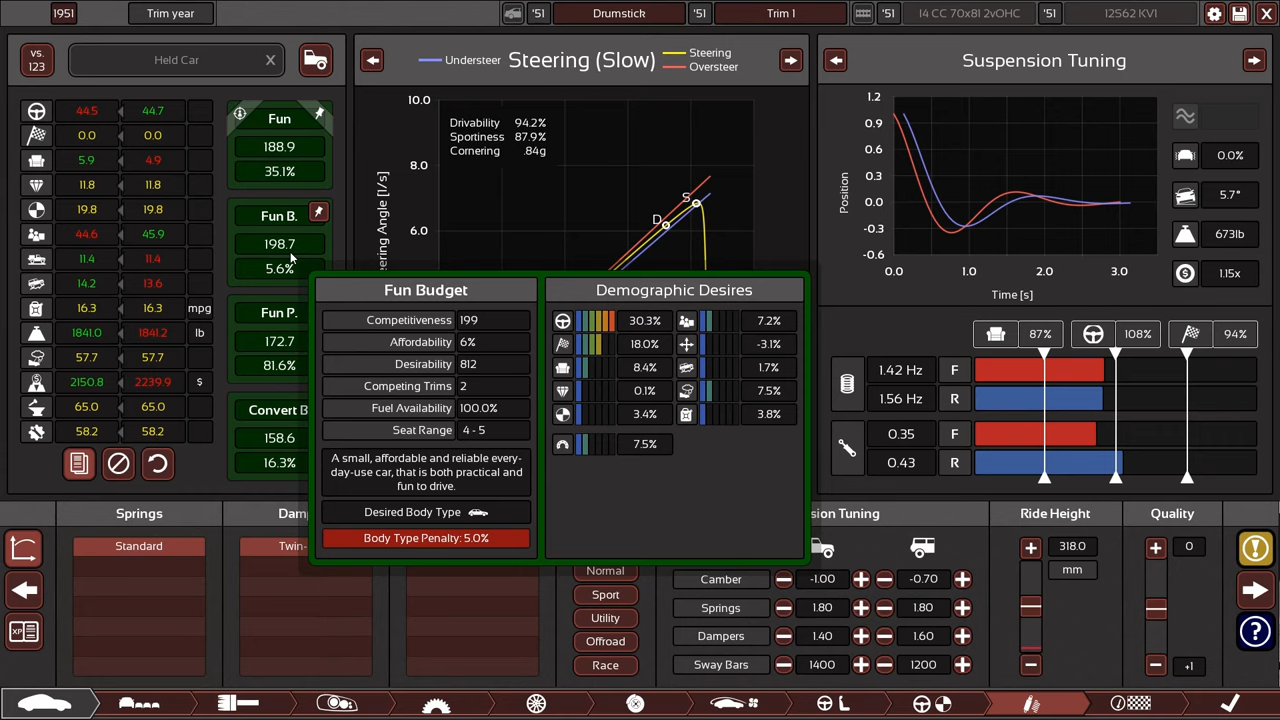 1951
Trim year
'51
Drumstick
'51
Trim 1
'51
I4 CC 70x81 2vOHC
'51
12562 KVI
vs.
123
Held Car
X
44.5 44.7
0.0 0.0
5.9 4.9
11.8 11.8
19.8 19.8
44.6 45.9
11.4 11.4
14.2 13.6
16.3 16.3 mpg
1841.0 1841.2 lb
57.7 57.7
2150.8 2239.9 $
65.0 65.0
58.2 58.2
Fun
188.9
35.1%
Fun B.
198.7
5.6%
Fun P.
172.7
81.6%
Convert B
158.6
16.3%
Understeer
Steering (Slow)
Steering
Oversteer
10.0
8.0
6.0
Drivability 94.2%
Sportiness 87.9%
Cornering .84g
S
D
eering Angle [1/s]
Fun Budget
Competitiveness 199
Affordability 6%
Desirability 812
Competing Trims 2
Fuel Availability 100.0%
Seat Range 4 - 5
A small, affordable and reliable every-
day-use car, that is both practical and
fun to drive.
Desired Body Type
Body Type Penalty: 5.0%
Demographic Desires
30.3% 7.2%
18.0% -3.1%
8.4% 1.7%
0.1% 7.5%
3.4% 3.8%
7.5%
Suspension Tuning
1.2
0.9
0.6
0.3
0.0
-0.3
-0.6
Position
0.0 1.0 2.0 3.0
Time [s]
0.0%
5.7°
673lb
1.15x
87% 108% 94%
1.42 Hz F
1.56 Hz R
0.35 F
0.43 R
Springs
Standard
Dam
Twin-
Normal
Sport
Utility
Offroad
Race
sion Tuning
Camber -1.00 -0.70
Springs 1.80 1.80
Dampers 1.40 1.60
Sway Bars 1400 1200
Ride Height
318.0
mm
Quality
0
+1
XP